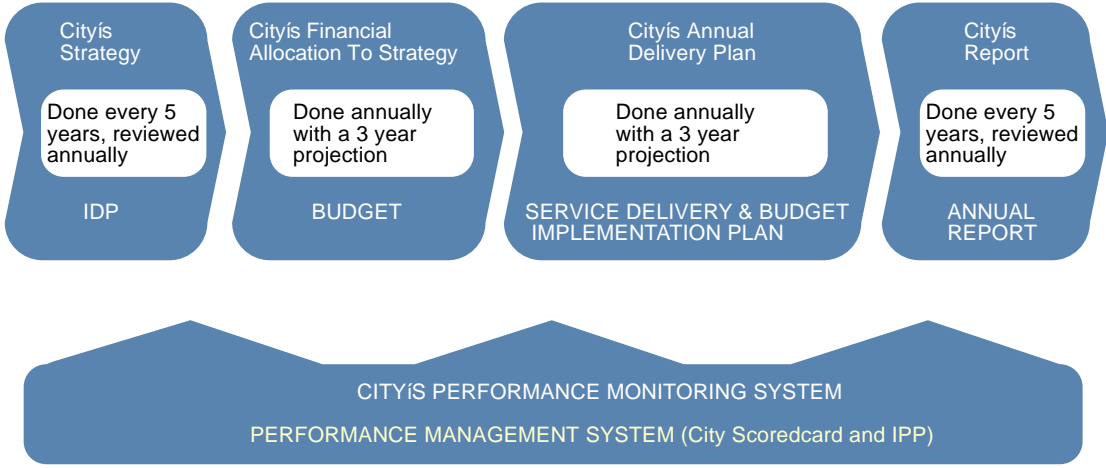 Cityís
Strategy
Done every 5
years, reviewed
annually
IDP
Cityís Financial
Allocation To Strategy
Done annually
with a 3 year
projection
BUDGET
Cityís Annual
Delivery Plan
Done annually
with a 3 year
projection
SERVICE DELIVERY & BUDGET
IMPLEMENTATION PLAN
Cityís
Report
Done every 5
years, reviewed
annually
ANNUAL
REPORT
CITYíS PERFORMANCE MONITORING SYSTEM
PERFORMANCE MANAGEMENT SYSTEM (City Scoredcard and IPP)